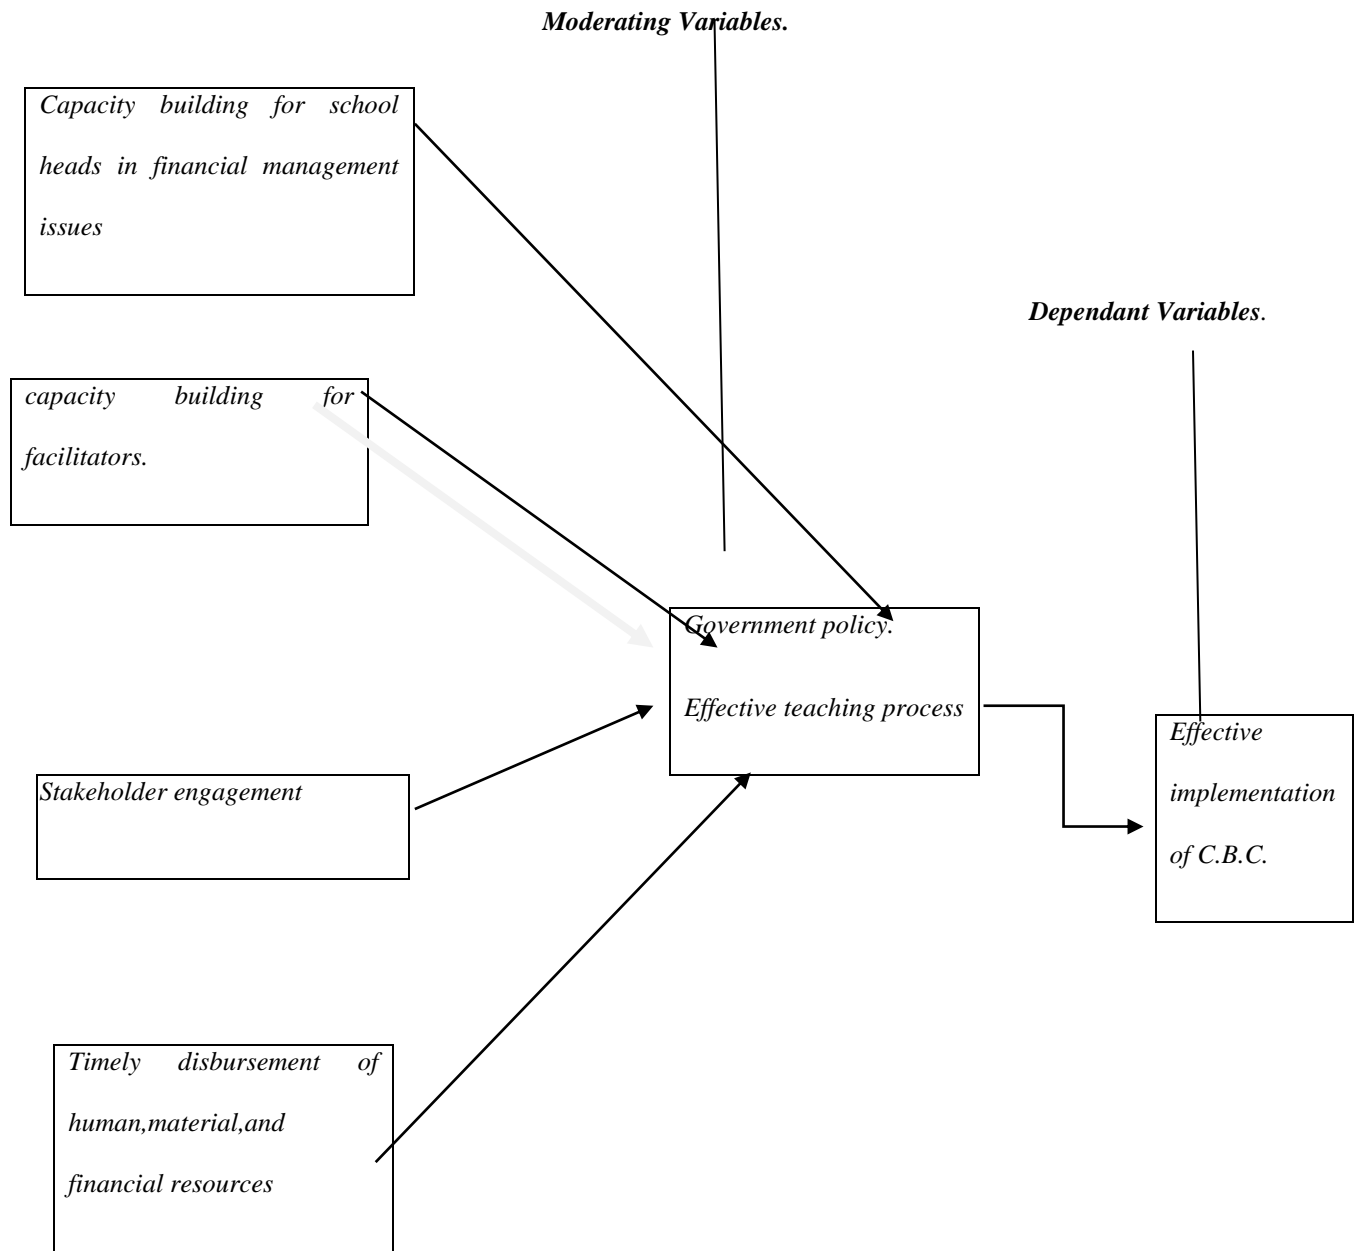 Moderating Variables.
Capacity building for school
heads in financial management
issues
Dependant Variables.
capacity building for
facilitators.
Government policy.
Effective teaching process
Effective
implementation
of C.B.C.
Stakeholder engagement
Timely disbursement of
human,material,and
financial resources